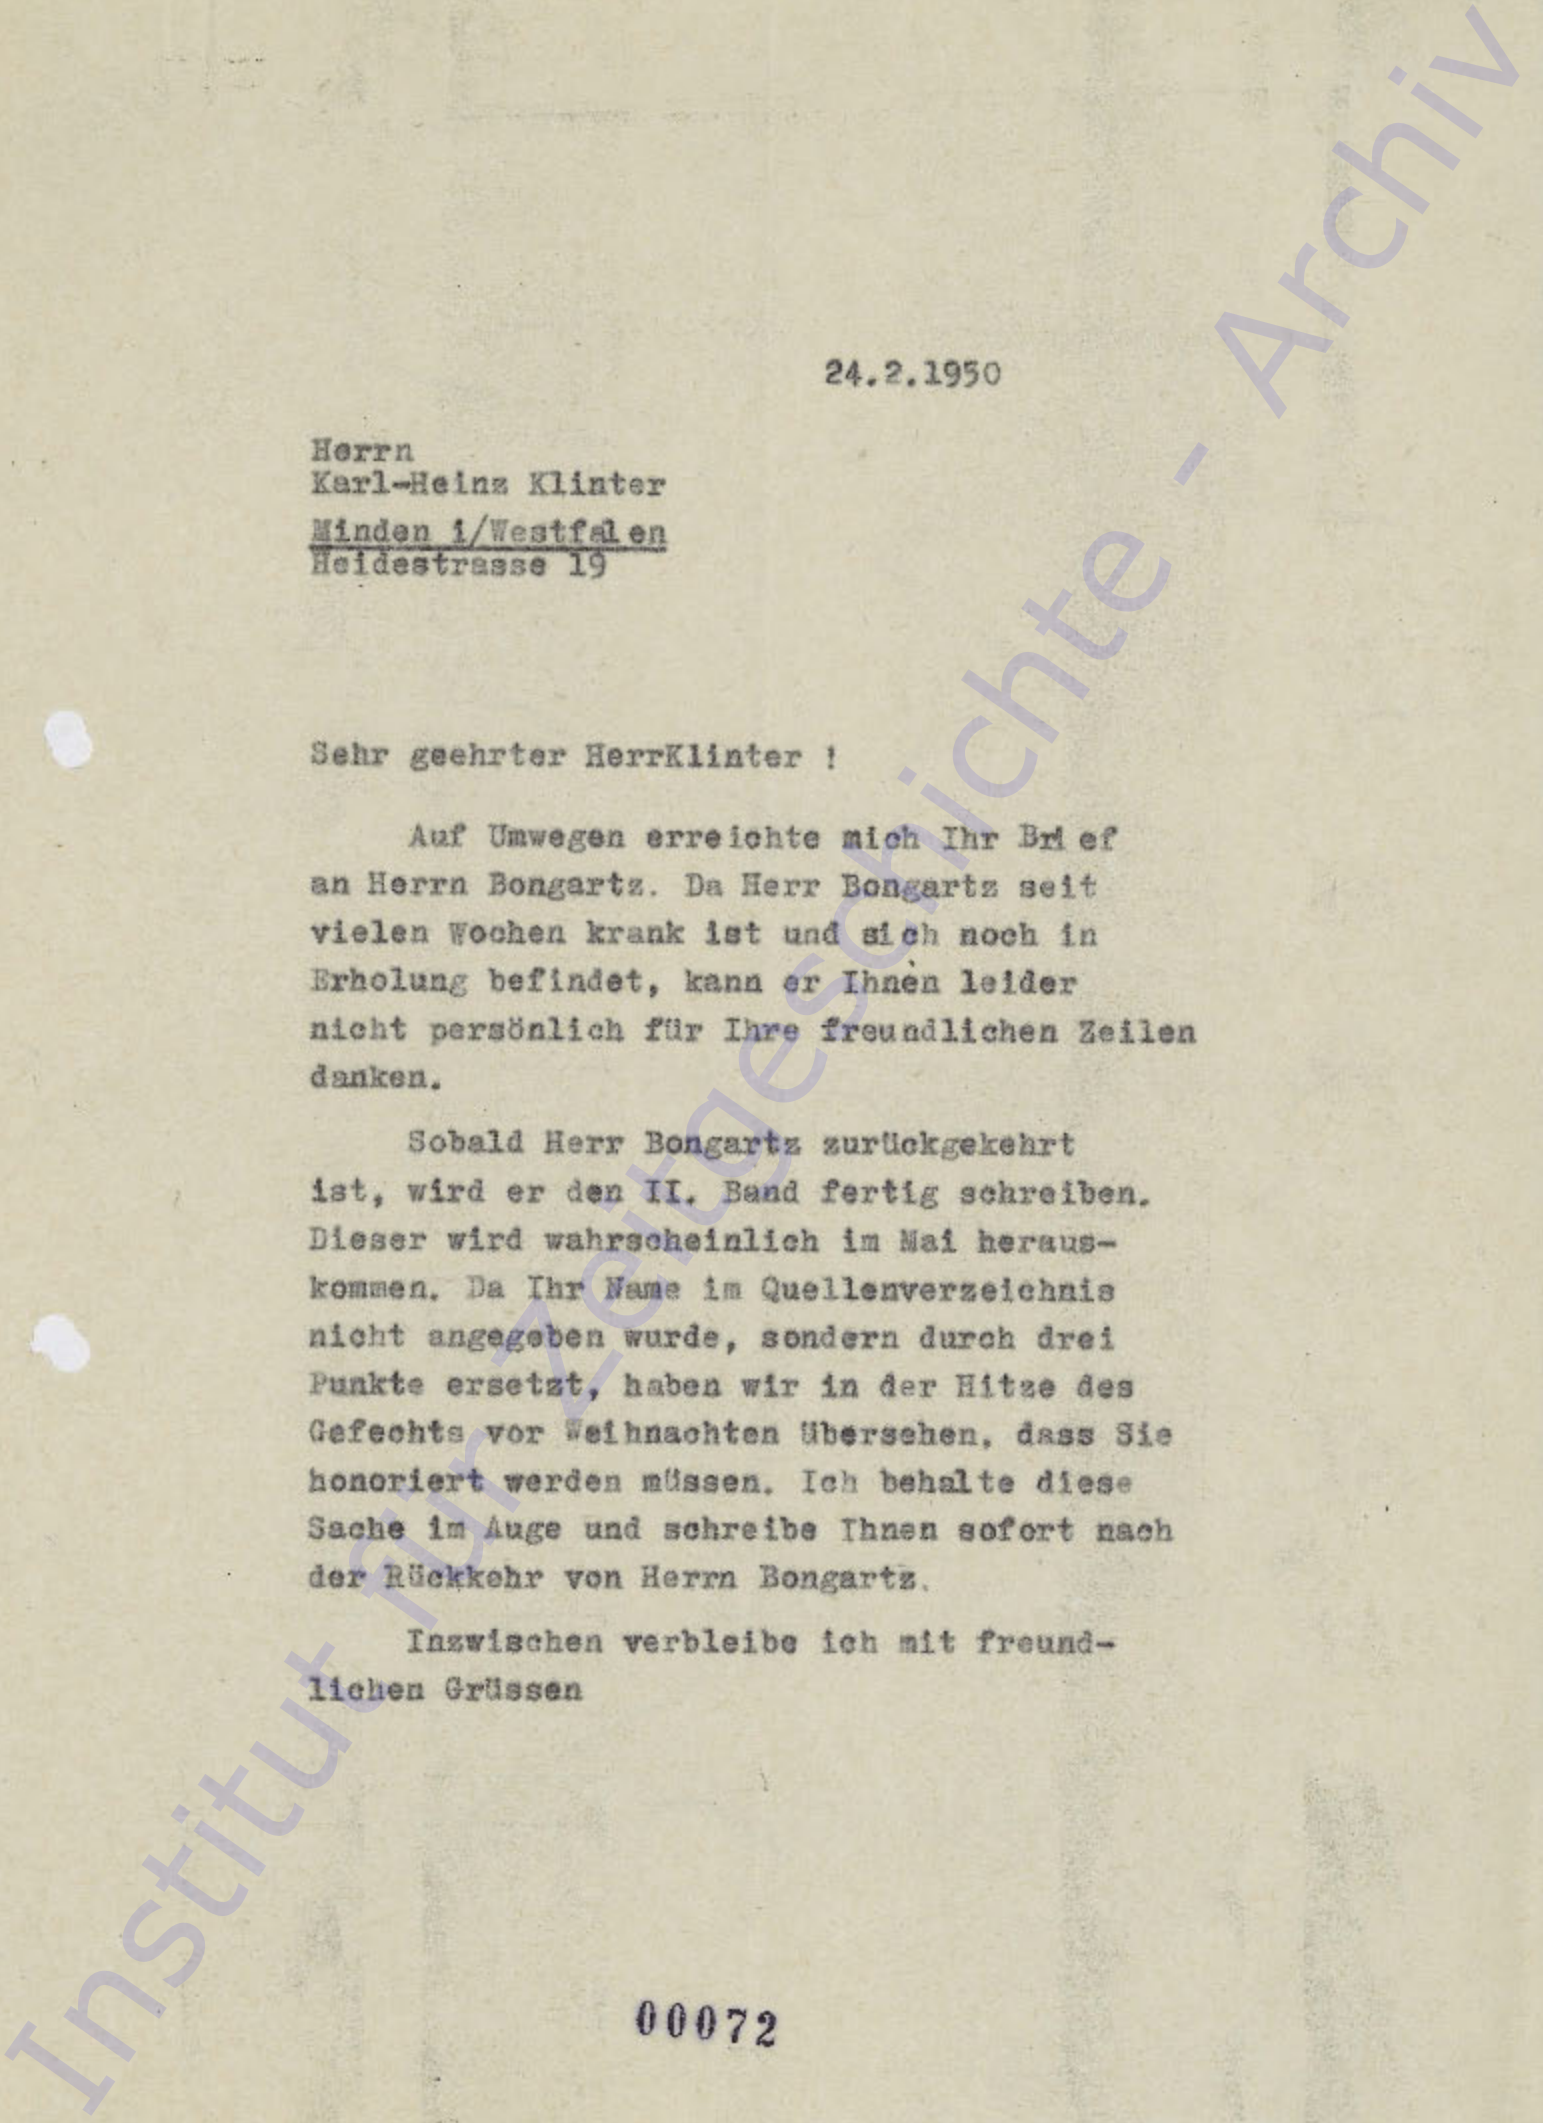 24.2.1950
Herrn
Karl-Heinz Klinter
Minden i/Westfalen
Heidestrasse 19
Sehr geehrter HerrKlinter !
Auf Umwegen erreichte mich Ihr Brief
an Herrn Bongartz. Da Herr Bongartz seit
vielen Wochen krank ist und sich noch in
Erholung befindet, kann er Ihnen leider
nicht persönlich für Ihre freundlichen Zeilen
danken.
Sobald Herr Bongartz zurückgekehrt
ist, wird er den II. Band fertig schreiben.
Dieser wird wahrscheinlich im Mai heraus-
kommen. Da Ihr Name im Quellenverzeichnis
nicht angegeben wurde, sondern durch drei
Punkte ersetzt, haben wir in der Hitze des
Gefechts vor Weihnachten übersehen, dass Sie
honoriert werden müssen. Ich behalte diese
Sache im Auge und schreibe Ihnen sofort nach
der Rückkehr von Herrn Bongartz.
Inzwischen verbleibe ich mit freund-
lichen Grüssen
00072
Institut für Zeitgeschichte - Archiv